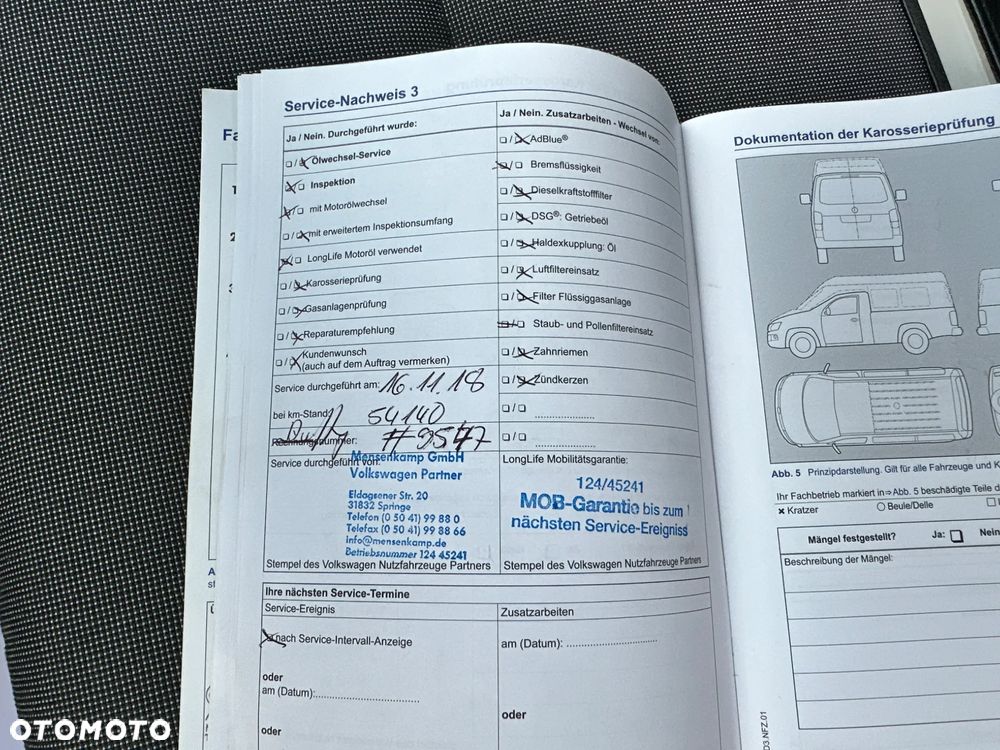 Service-Nachweis 3
Ja / Nein. Durchgeführt wurde:
Ölwechsel-Service
Inspektion
mit Motorölwechsel
mit erweitertem Inspektionsumfang
LongLife Motoröl verwendet
Karosserieprüfung
Gasanlagenprüfung
Reparaturempfehlung
Kundenwunsch
(auch auf dem Auftrag vermerken)
Service durchgeführt am: 16.11.18
bei km-Stand: 54140
Rechnungsnummer: #9547
Service durchgeführt von:
Mensenkamp GmbH
Volkswagen Partner
Eldagsener Str. 20
31832 Springe
Telefon (0 50 41) 99 88 0
Telefax (0 50 41) 99 88 66
info@mensenkamp.de
Betriebsnummer 124 45241
Stempel des Volkswagen Nutzfahrzeuge Partners
Ja / Nein. Zusatzarbeiten - Wechsel von:
AdBlue®
Bremsflüssigkeit
Dieselkraftstofffilter
DSG®: Getriebeöl
Haldexkupplung: Öl
Luftfiltereinsatz
Filter Flüssiggasanlage
Staub- und Pollenfiltereinsatz
Zahnriemen
Zündkerzen
LongLife Mobilitätsgarantie:
124/45241
MOB-Garantie bis zum
nächsten Service-Ereignis
Stempel des Volkswagen Nutzfahrzeuge Partners
Ihre nächsten Service-Termine
Service-Ereignis
nach Service-Intervall-Anzeige
oder
am (Datum):
oder
Zusatzarbeiten
am (Datum):
oder
Dokumentation der Karosserieprüfung
Abb. 5 Prinzipdarstellung. Gilt für alle Fahrzeuge und K
Ihr Fachbetrieb markiert in⇒Abb. 5 beschädigte Teile d
Kratzer
Beule/Delle
Mängel festgestellt? Ja: Nein
Beschreibung der Mängel:
03.NFZ.01
Fa
OTOMOTO